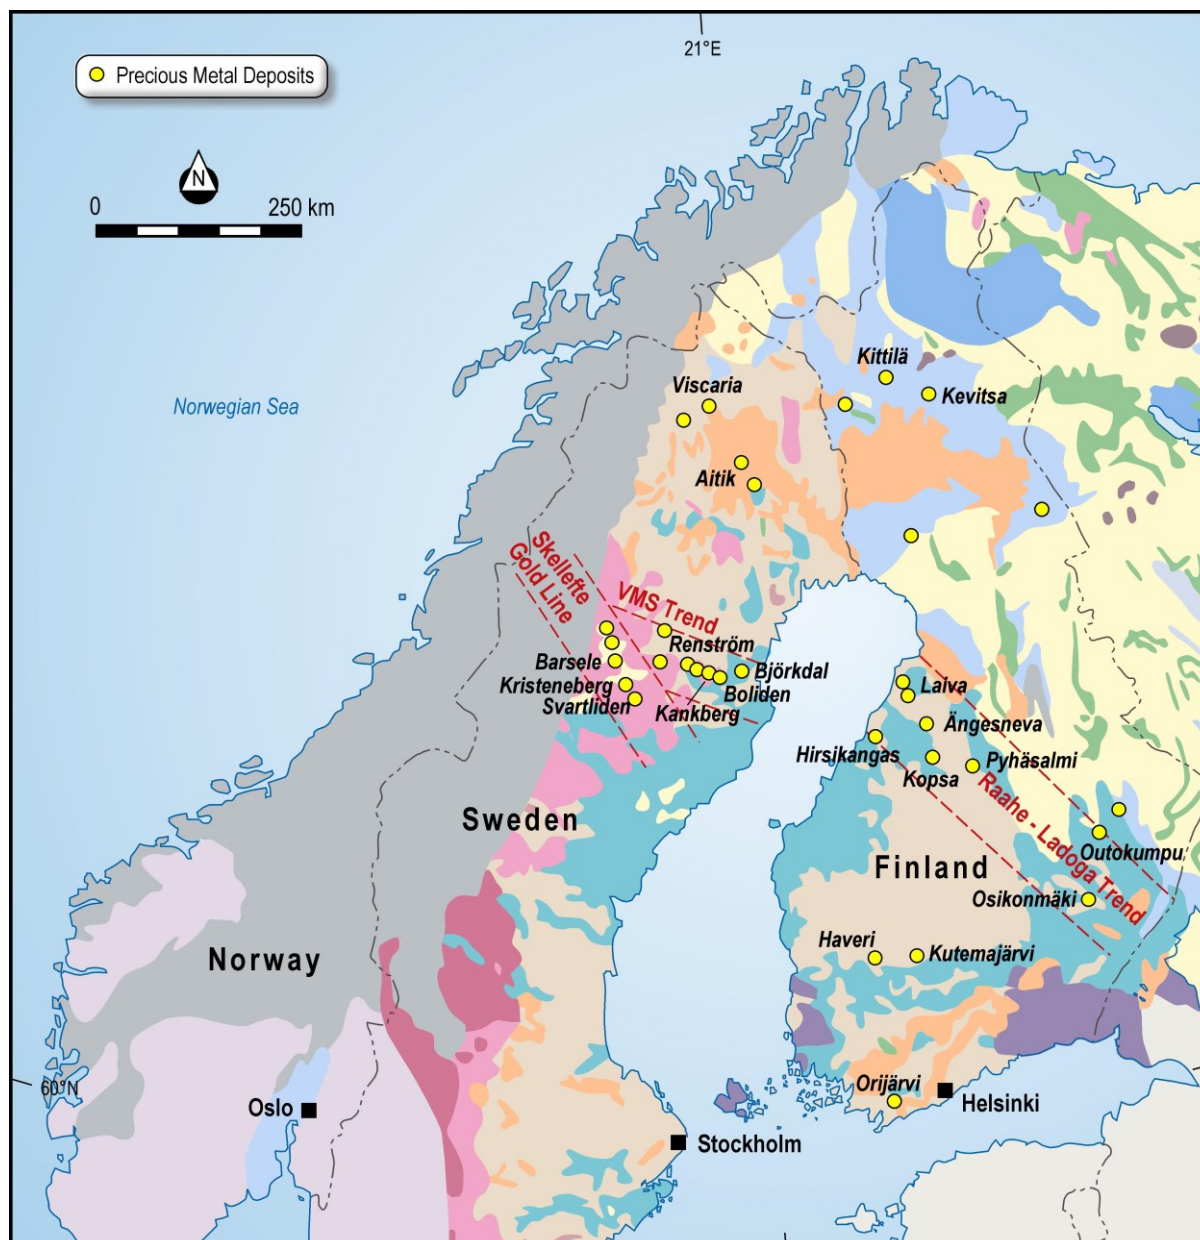 21°E
Precious Metal Deposits
N
0 250 km
Norwegian Sea
Kittilä
Kevitsa
Viscaria
Aitik
Skellefte
Gold Line
VMS Trend
Renström
Barsele
Björkdal
Kristeneberg
Boliden
Svartliden
Kankberg
Laiva
Ängesneva
Hirsikangas
Pyhäsalmi
Kopsa
Raahe - Ladoga Trend
Sweden
Outokumpu
Finland
Osikonmäki
Haveri
Kutemajärvi
Norway
60°N
Orijärvi
Oslo
Helsinki
Stockholm